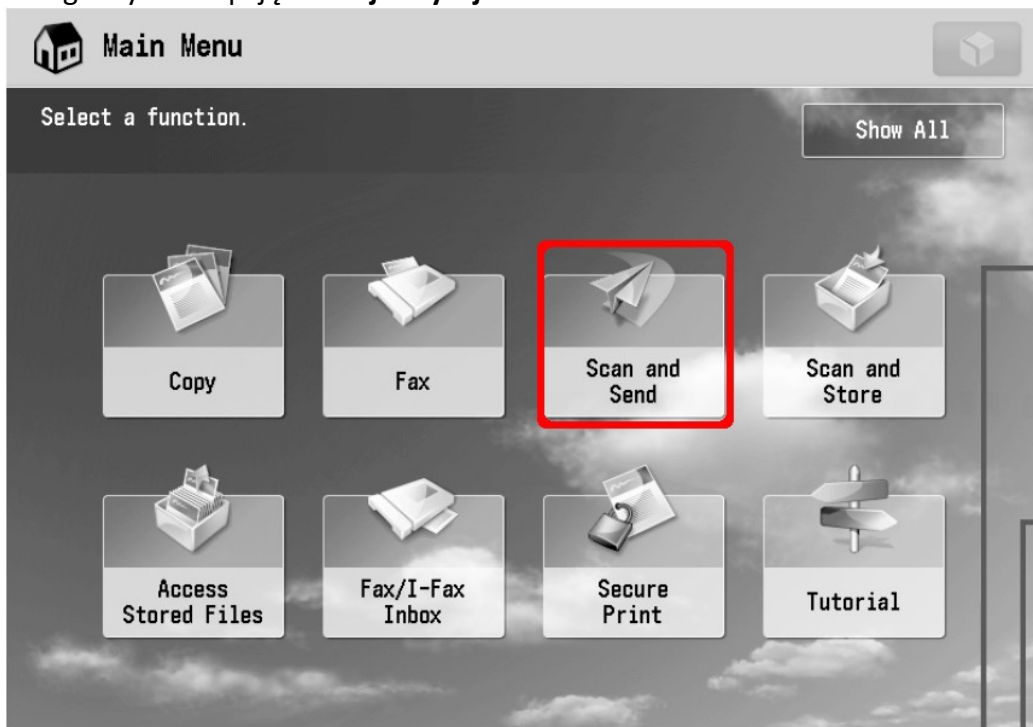 Main Menu
Select a function.
Show All
Copy
Fax
Scan and
Send
Scan and
Store
Access
Stored Files
Fax/I-Fax
Inbox
Secure
Print
Tutorial